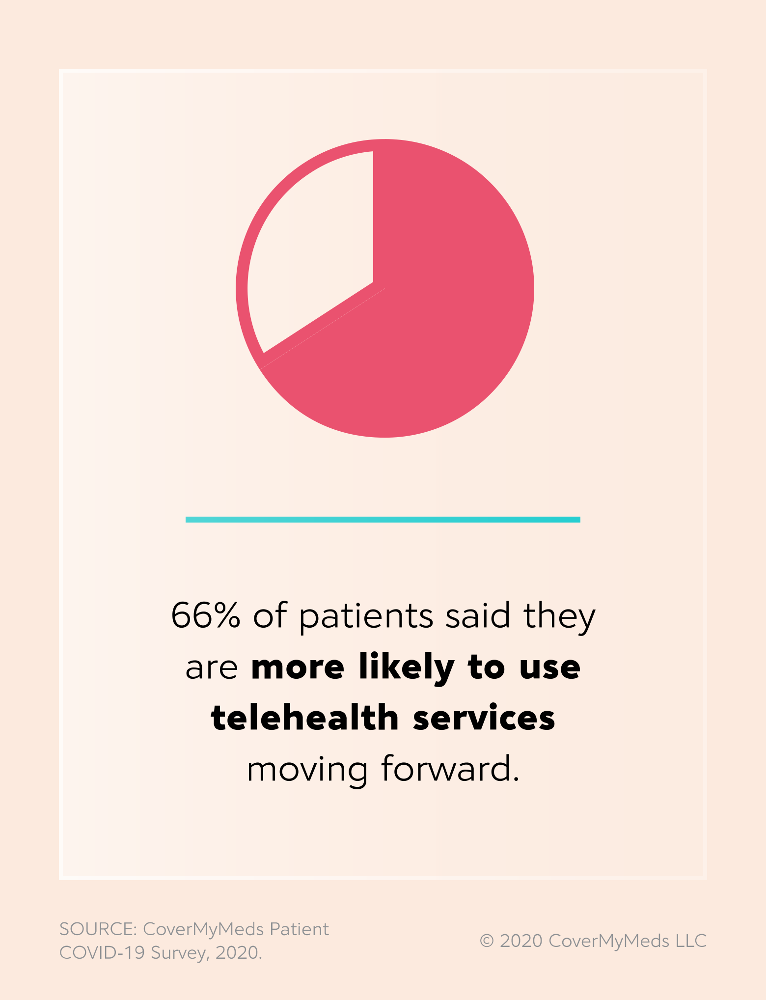 66% of patients said they
are more likely to use
telehealth services
moving forward.
SOURCE: CoverMyMeds Patient
COVID-19 Survey, 2020.
© 2020 CoverMyMeds LLC